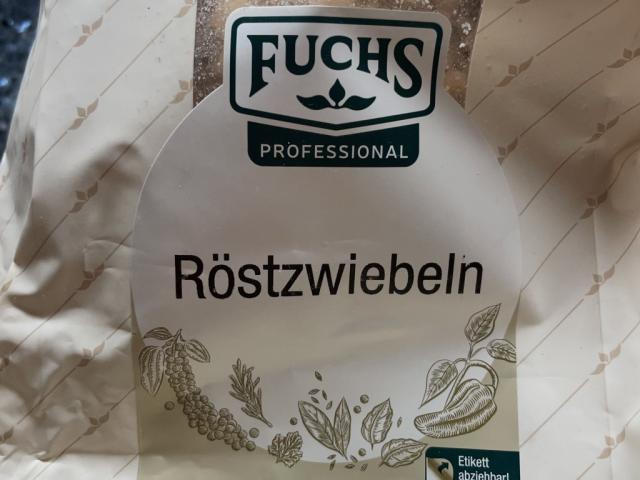 FUCHS
PROFESSIONAL
Röstzwiebeln
Etikett
abziehbar!